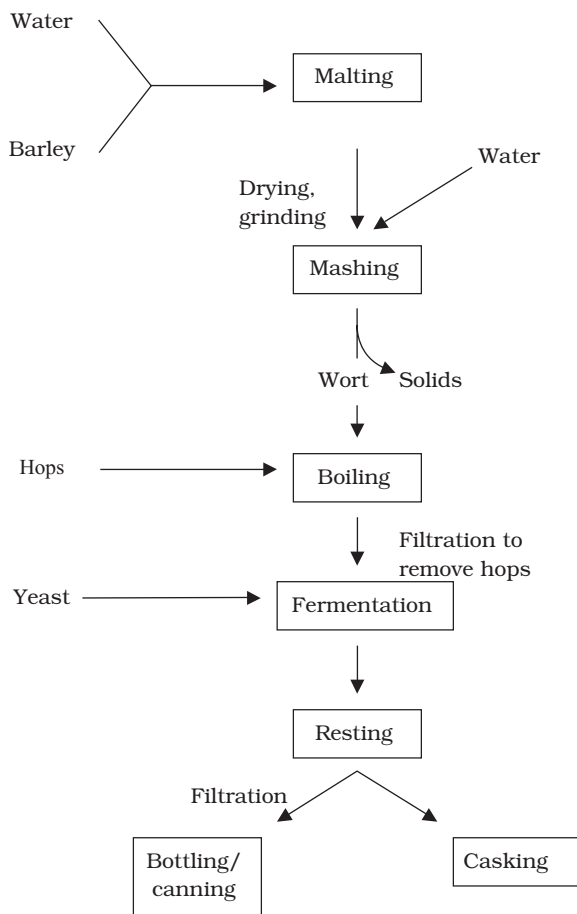 Water
Malting
Barley
Water
Drying,
grinding
Mashing
Wort
Solids
Hops
Boiling
Filtration to
remove hops
Yeast
Fermentation
Resting
Filtration
Bottling/
canning
Casking